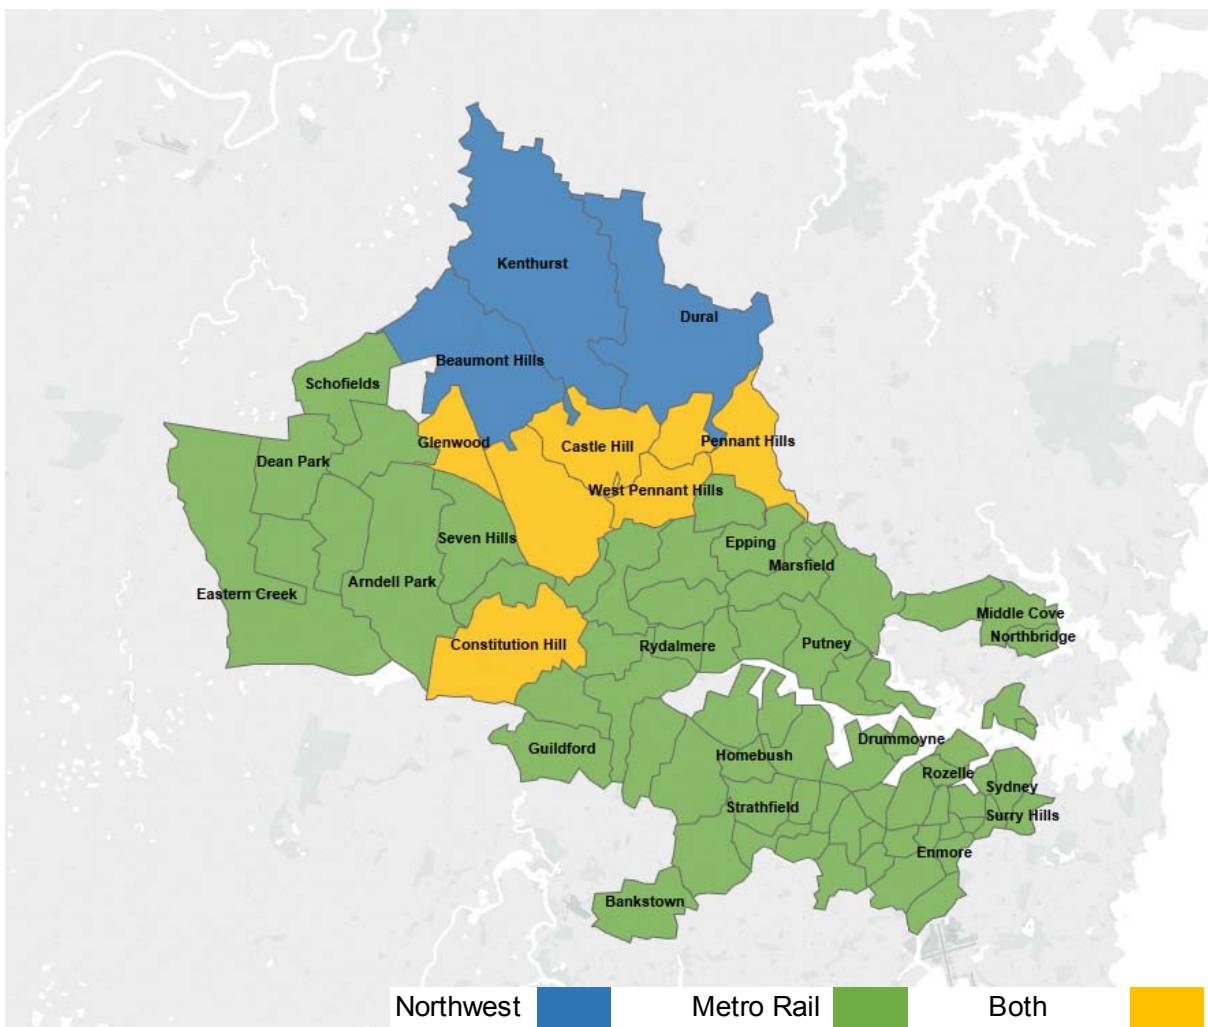 Kenthurst
Dural
Beaumont Hills
Schofields
Glenwood
Castle Hill
Pennant Hills
Dean Park
West Pennant Hills
Seven Hills
Epping
Marsfield
Arndell Park
Eastern Creek
Middle Cove
Northbridge
Constitution Hill
Rydalmere
Putney
Guildford
Homebush
Drummoyne
Rozelle
Sydney
Strathfield
Surry Hills
Enmore
Bankstown
Northwest Metro Rail Both